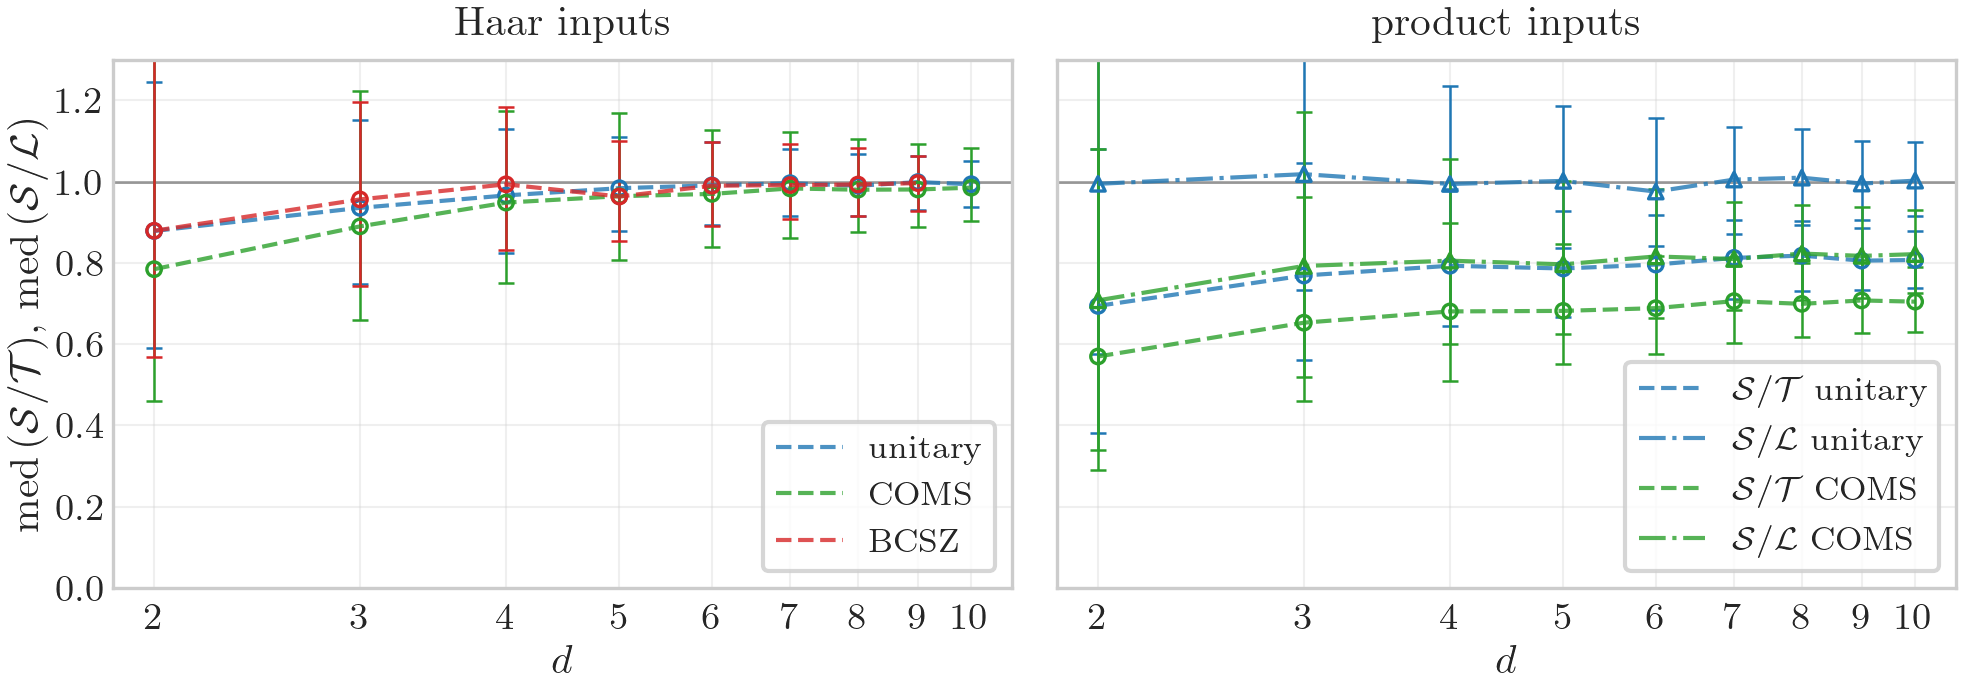 Haar inputs
product inputs
med (𝒮/𝒯), med (𝒮/ℒ)
1.2
1.0
0.8
0.6
0.4
0.2
0.0
unitary
COMS
BCSZ
2 3 4 5 6 7 8 9 10
d
𝒮/𝒯 unitary
𝒮/ℒ unitary
𝒮/𝒯 COMS
𝒮/ℒ COMS
2 3 4 5 6 7 8 9 10
d